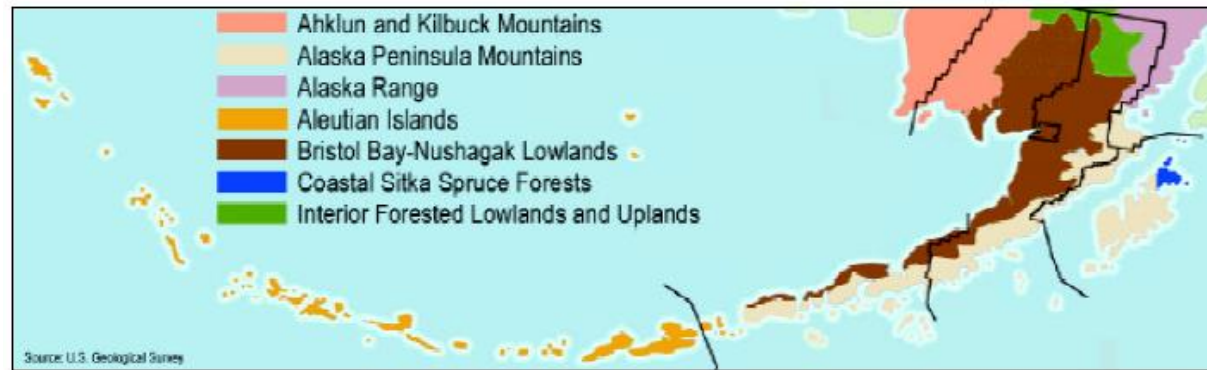 Ahklun and Kilbuck Mountains
Alaska Peninsula Mountains
Alaska Range
Aleutian Islands
Bristol Bay-Nushagak Lowlands
Coastal Sitka Spruce Forests
Interior Forested Lowlands and Uplands
Source: U.S. Geological Survey